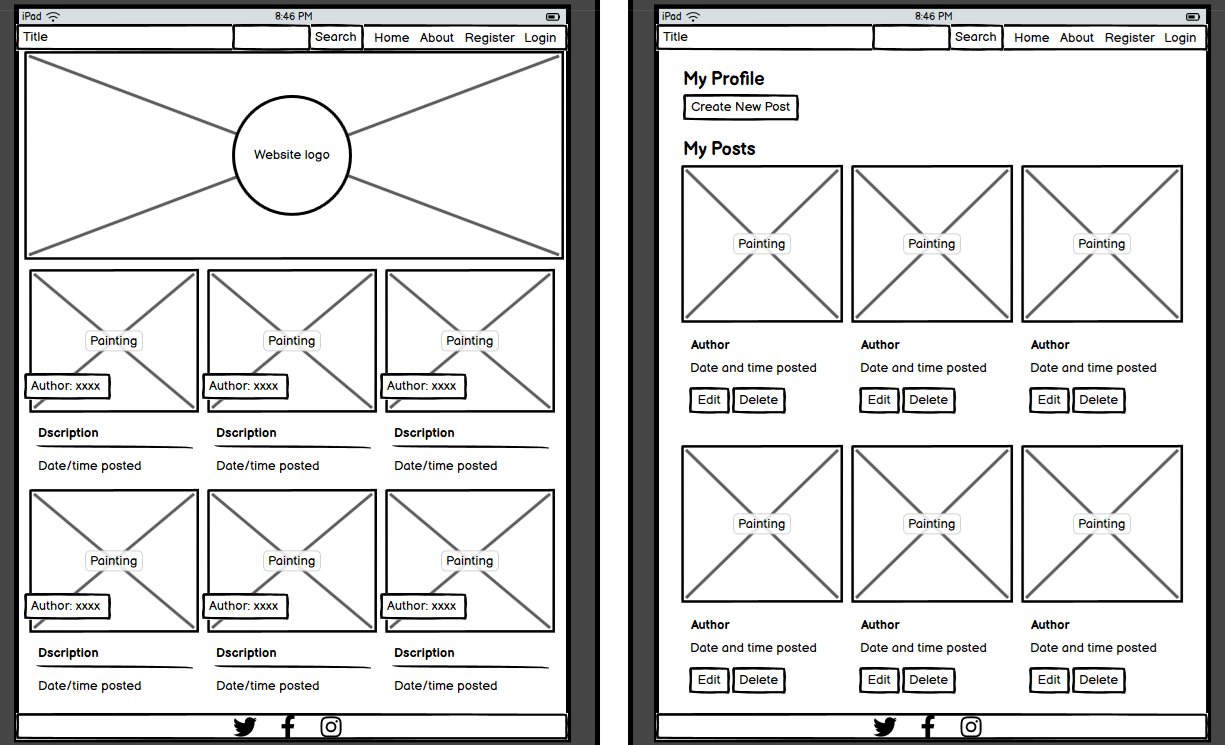 iPad 8:46 PM
Title Search Home About Register Login
Website logo
Painting Painting Painting
Author: xxxx Author: xxxx Author: xxxx
Dscription Dscription Dscription
Date/time posted Date/time posted Date/time posted
Painting Painting Painting
Author: xxxx Author: xxxx Author: xxxx
Dscription Dscription Dscription
Date/time posted Date/time posted Date/time posted
iPad 8:46 PM
Title Search Home About Register Login
My Profile
Create New Post
My Posts
Painting Painting Painting
Author Author Author
Date and time posted Date and time posted Date and time posted
Edit Delete Edit Delete Edit Delete
Painting Painting Painting
Author Author Author
Date and time posted Date and time posted Date and time posted
Edit Delete Edit Delete Edit Delete